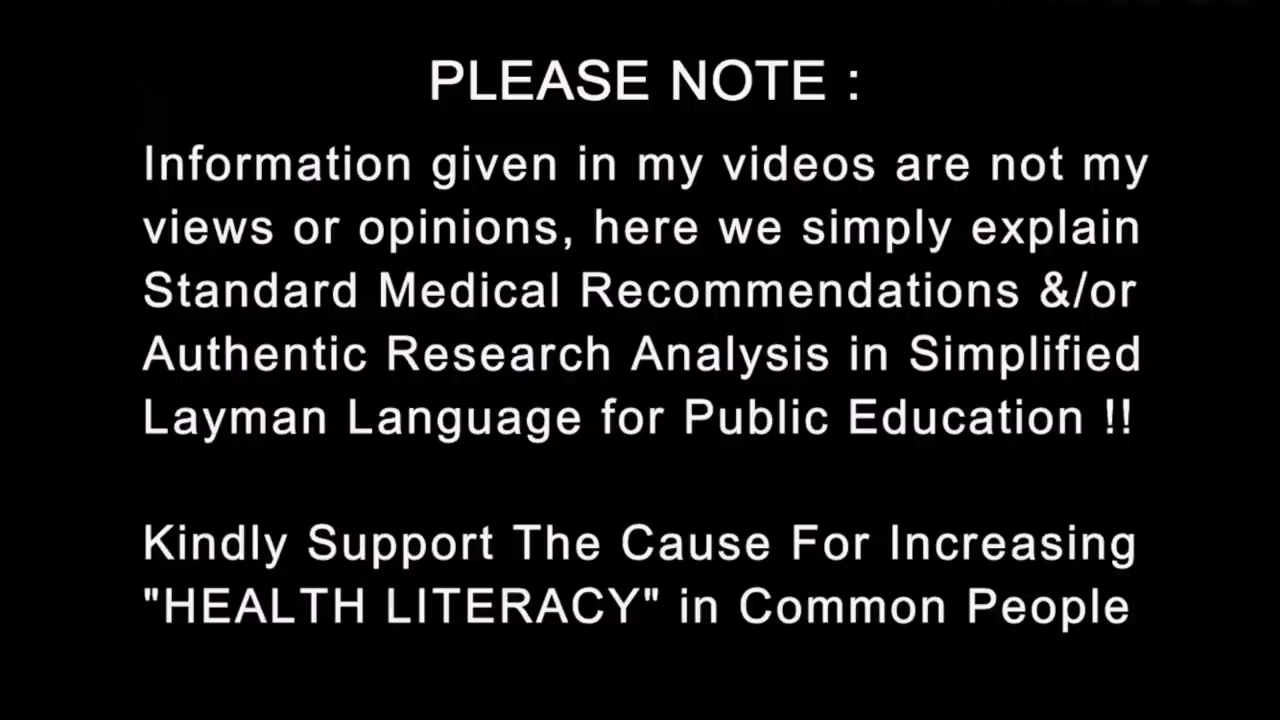 PLEASE NOTE :
Information given in my videos are not my
views or opinions, here we simply explain
Standard Medical Recommendations &/or
Authentic Research Analysis in Simplified
Layman Language for Public Education !!
Kindly Support The Cause For Increasing
"HEALTH LITERACY" in Common People